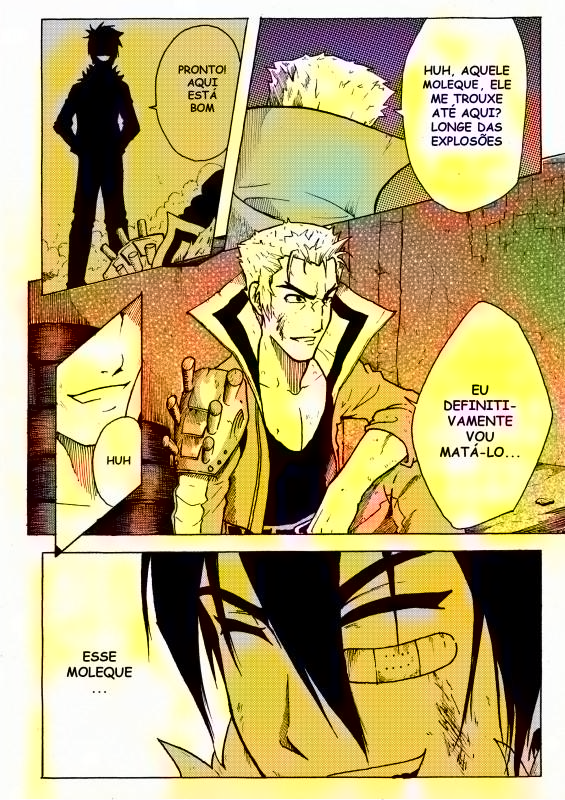 PRONTO!
AQUI
ESTÁ
BOM
HUH, AQUELE
MOLEQUE, ELE
ME TROUXE
ATÉ AQUI?
LONGE DAS
EXPLOSÕES
EU
DEFINITI-
VAMENTE
VOU
MATÁ-LO...
HUH
ESSE
MOLEQUE
...